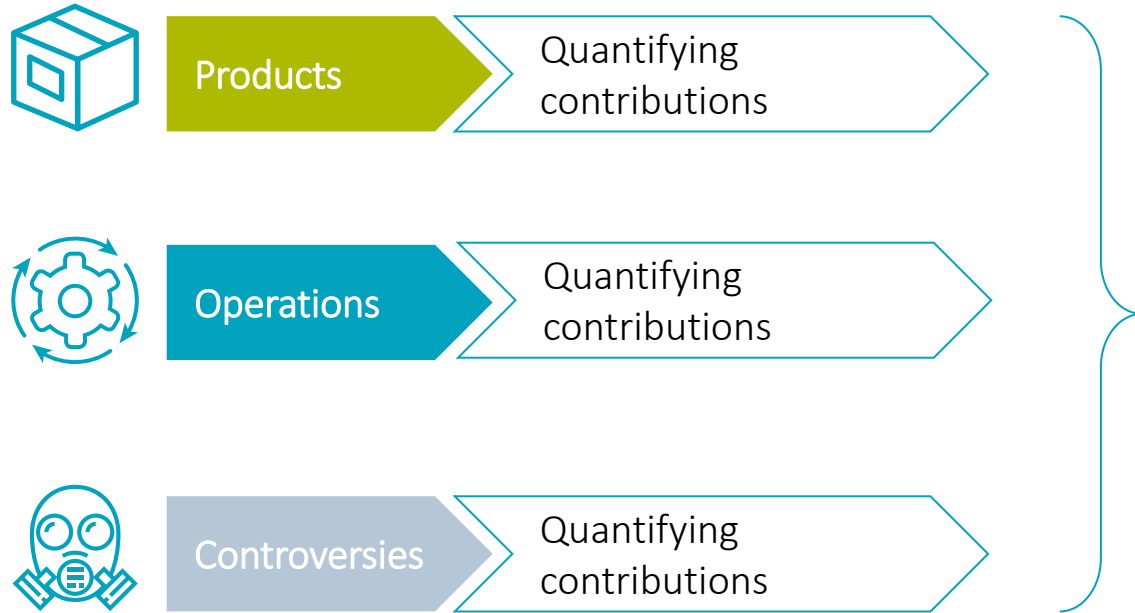 Products
Quantifying
contributions
Operations
Quantifying
contributions
Controversies
Quantifying
contributions